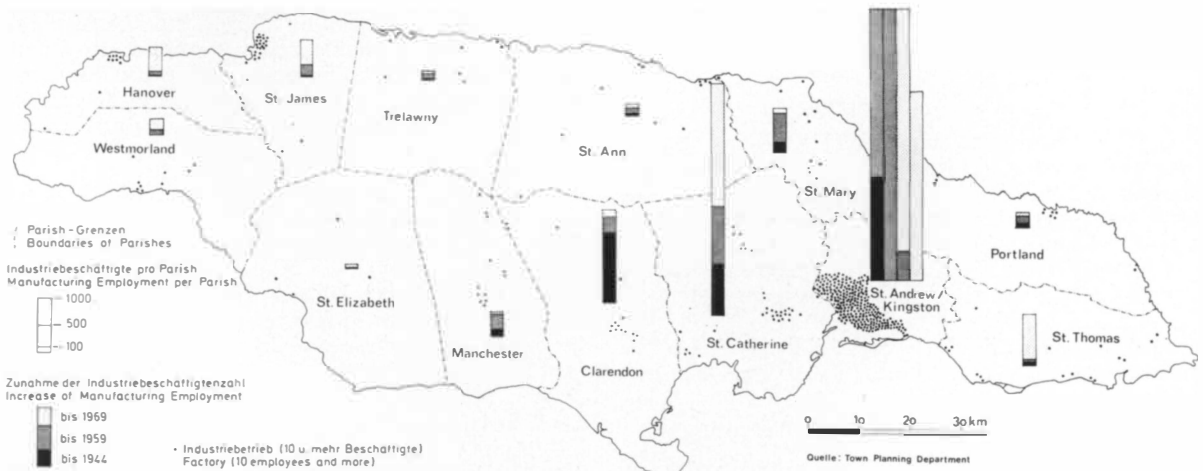 Hanover
St. James
Trelawny
St. Ann
St. Mary
Westmorland
Portland
St. Elizabeth
Manchester
Clarendon
St. Catherine
St. Andrew/
Kingston
St. Thomas
Parish-Grenzen
Boundaries of Parishes
Industriebeschäftigte pro Parish
Manufacturing Employment per Parish
1000
500
100
Zunahme der Industriebeschäftigtenzahl
Increase of Manufacturing Employment
bis 1969
bis 1959
bis 1944
• Industriebetrieb (10 u. mehr Beschäftigte)
Factory (10 employees and more)
0 10 20 30 km
Quelle: Town Planning Department